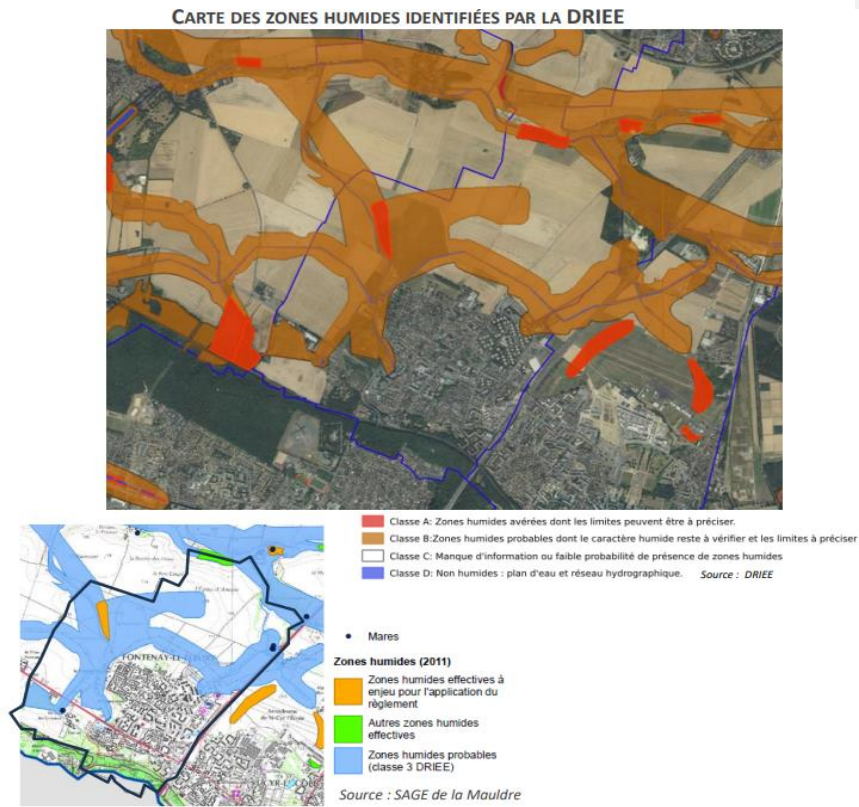 CARTE DES ZONES HUMIDES IDENTIFIÉES PAR LA DRIEE
Classe A: Zones humides avérées dont les limites peuvent être à préciser.
Classe B:Zones humides probables dont le caractère humide reste à vérifier et les limites à préciser
Classe C: Manque d'information ou faible probabilité de présence de zones humides
Classe D: Non humides : plan d'eau et réseau hydrographique.
Source : DRIEE
Mares
Zones humides (2011)
Zones humides effectives à
enjeu pour l'application du
règlement
Autres zones humides
effectives
Zones humides probables
(classe 3 DRIEE)
Source : SAGE de la Mauldre